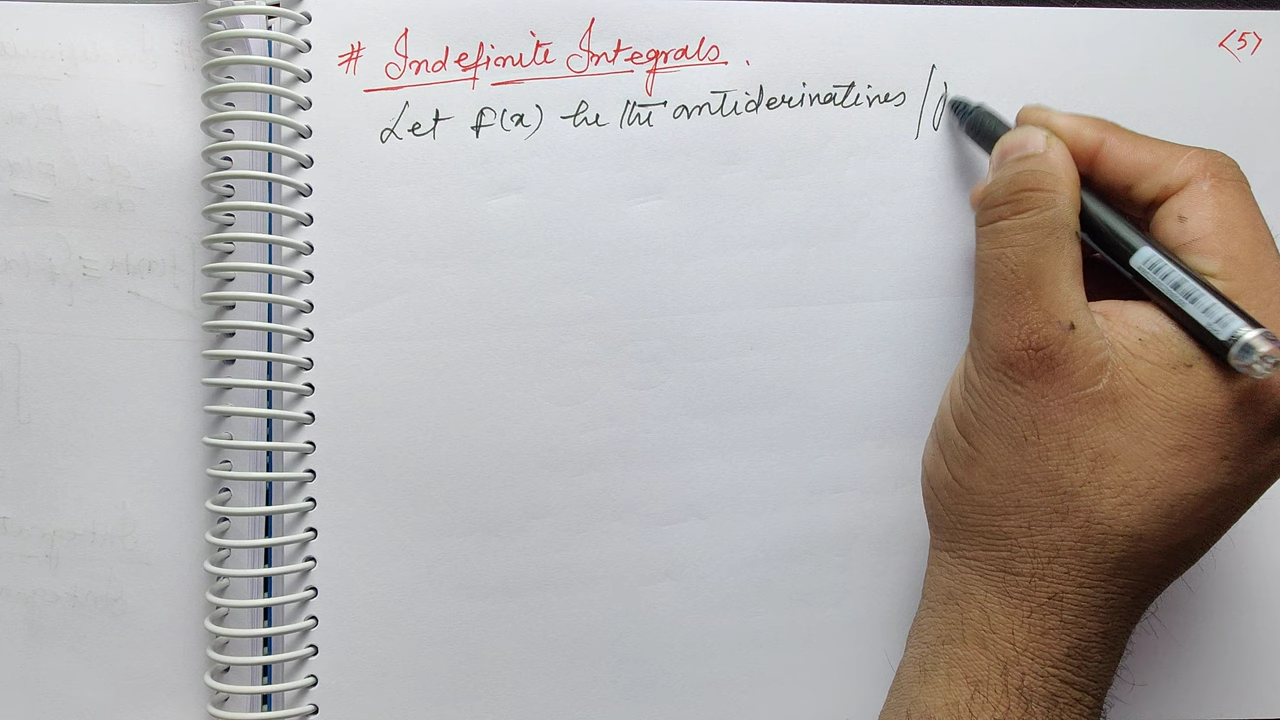 # Indefinite Integrals.
<5>
Let F(x) be the antiderivatives /